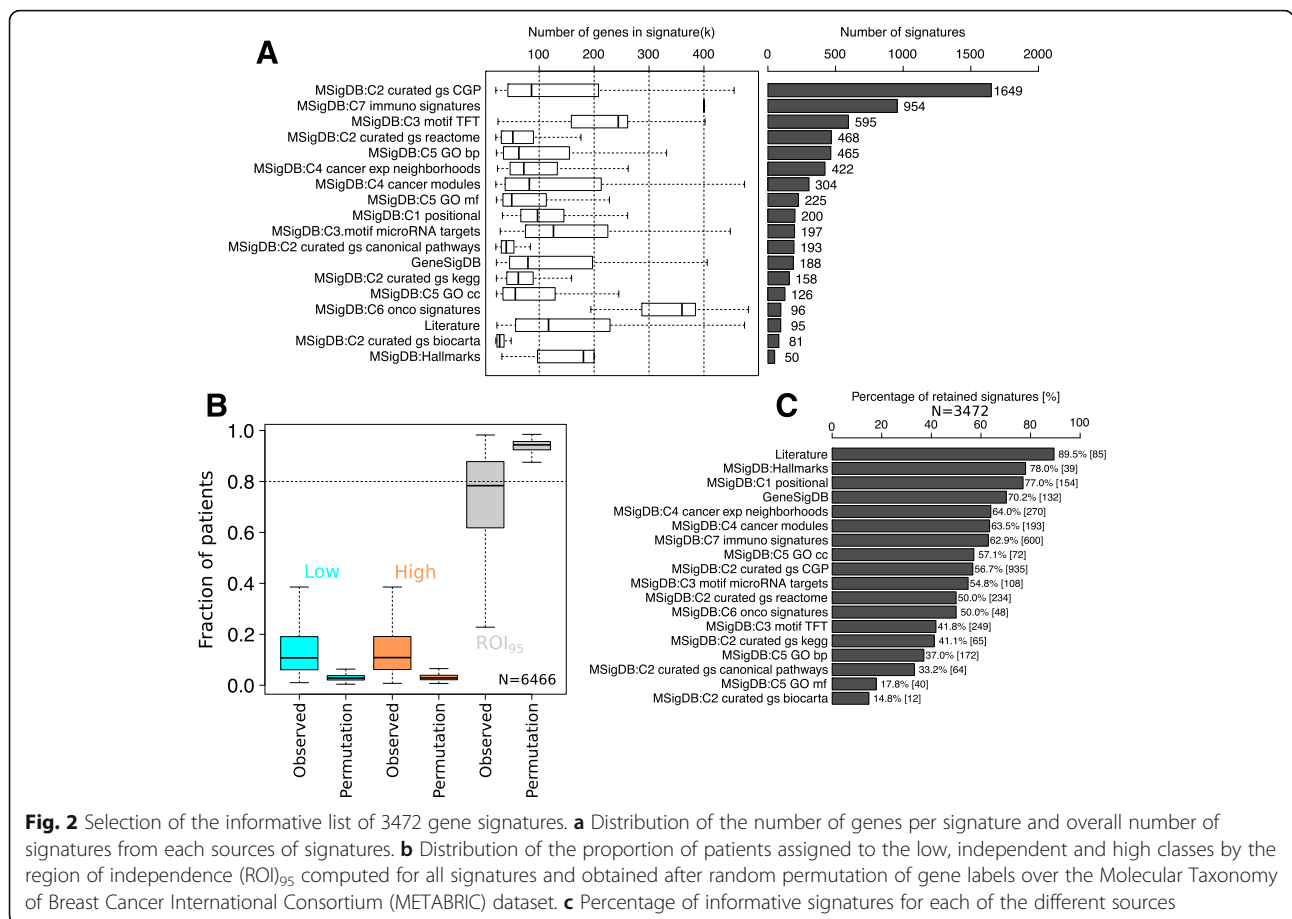 A
Number of genes in signature(k)
100 200 300 400
Number of signatures
0 500 1000 1500 2000
MSigDB:C2 curated gs CGP 1649
MSigDB:C7 immuno signatures 954
MSigDB:C3 motif TFT 595
MSigDB:C2 curated gs reactome 468
MSigDB:C5 GO bp 465
MSigDB:C4 cancer exp neighborhoods 422
MSigDB:C4 cancer modules 304
MSigDB:C5 GO mf 225
MSigDB:C1 positional 200
MSigDB:C3.motif microRNA targets 197
MSigDB:C2 curated gs canonical pathways 193
GeneSigDB 188
MSigDB:C2 curated gs kegg 158
MSigDB:C5 GO cc 126
MSigDB:C6 onco signatures 96
Literature 95
MSigDB:C2 curated gs biocarta 81
MSigDB:Hallmarks 50
B
Fraction of patients
1.0
0.8
0.6
0.4
0.2
0.0
Low
High
ROI95
N=6466
Observed
Permutation
Observed
Permutation
Observed
Permutation
C
Percentage of retained signatures [%]
N=3472
0 20 40 60 80 100
Literature 89.5% [85]
MSigDB:Hallmarks 78.0% [39]
MSigDB:C1 positional 77.0% [154]
GeneSigDB 70.2% [132]
MSigDB:C4 cancer exp neighborhoods 64.0% [270]
MSigDB:C4 cancer modules 63.5% [193]
MSigDB:C7 immuno signatures 62.9% [600]
MSigDB:C5 GO cc 57.1% [72]
MSigDB:C2 curated gs CGP 56.7% [935]
MSigDB:C3 motif microRNA targets 54.8% [108]
MSigDB:C2 curated gs reactome 50.0% [234]
MSigDB:C6 onco signatures 50.0% [48]
MSigDB:C3 motif TFT 41.8% [249]
MSigDB:C2 curated gs kegg 41.1% [65]
MSigDB:C5 GO bp 37.0% [172]
MSigDB:C2 curated gs canonical pathways 33.2% [64]
MSigDB:C5 GO mf 17.8% [40]
MSigDB:C2 curated gs biocarta 14.8% [12]
Fig. 2 Selection of the informative list of 3472 gene signatures. a Distribution of the number of genes per signature and overall number of
signatures from each sources of signatures. b Distribution of the proportion of patients assigned to the low, independent and high classes by the
region of independence (ROI)95 computed for all signatures and obtained after random permutation of gene labels over the Molecular Taxonomy
of Breast Cancer International Consortium (METABRIC) dataset. c Percentage of informative signatures for each of the different sources